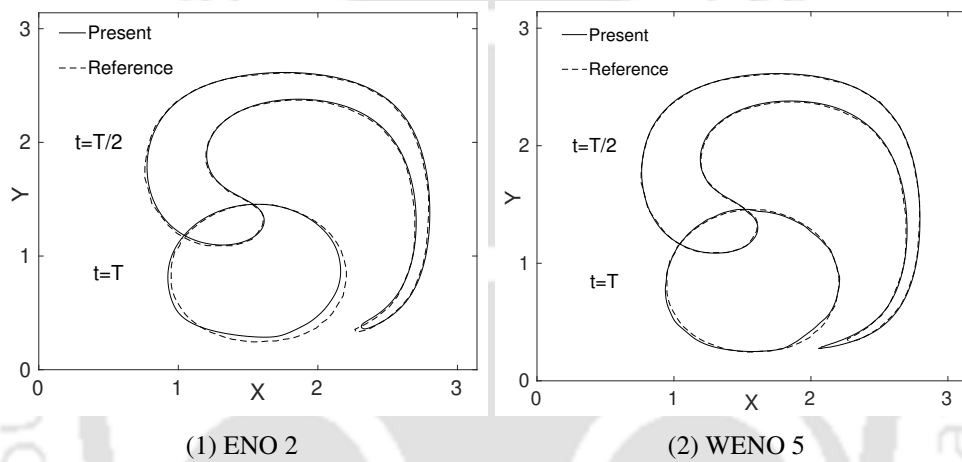 Present
Reference
t=T/2
t=T
Y
3
2
1
0
0
1
2
3
X
(1) ENO 2
Present
Reference
t=T/2
t=T
Y
3
2
1
0
0
1
2
3
X
(2) WENO 5